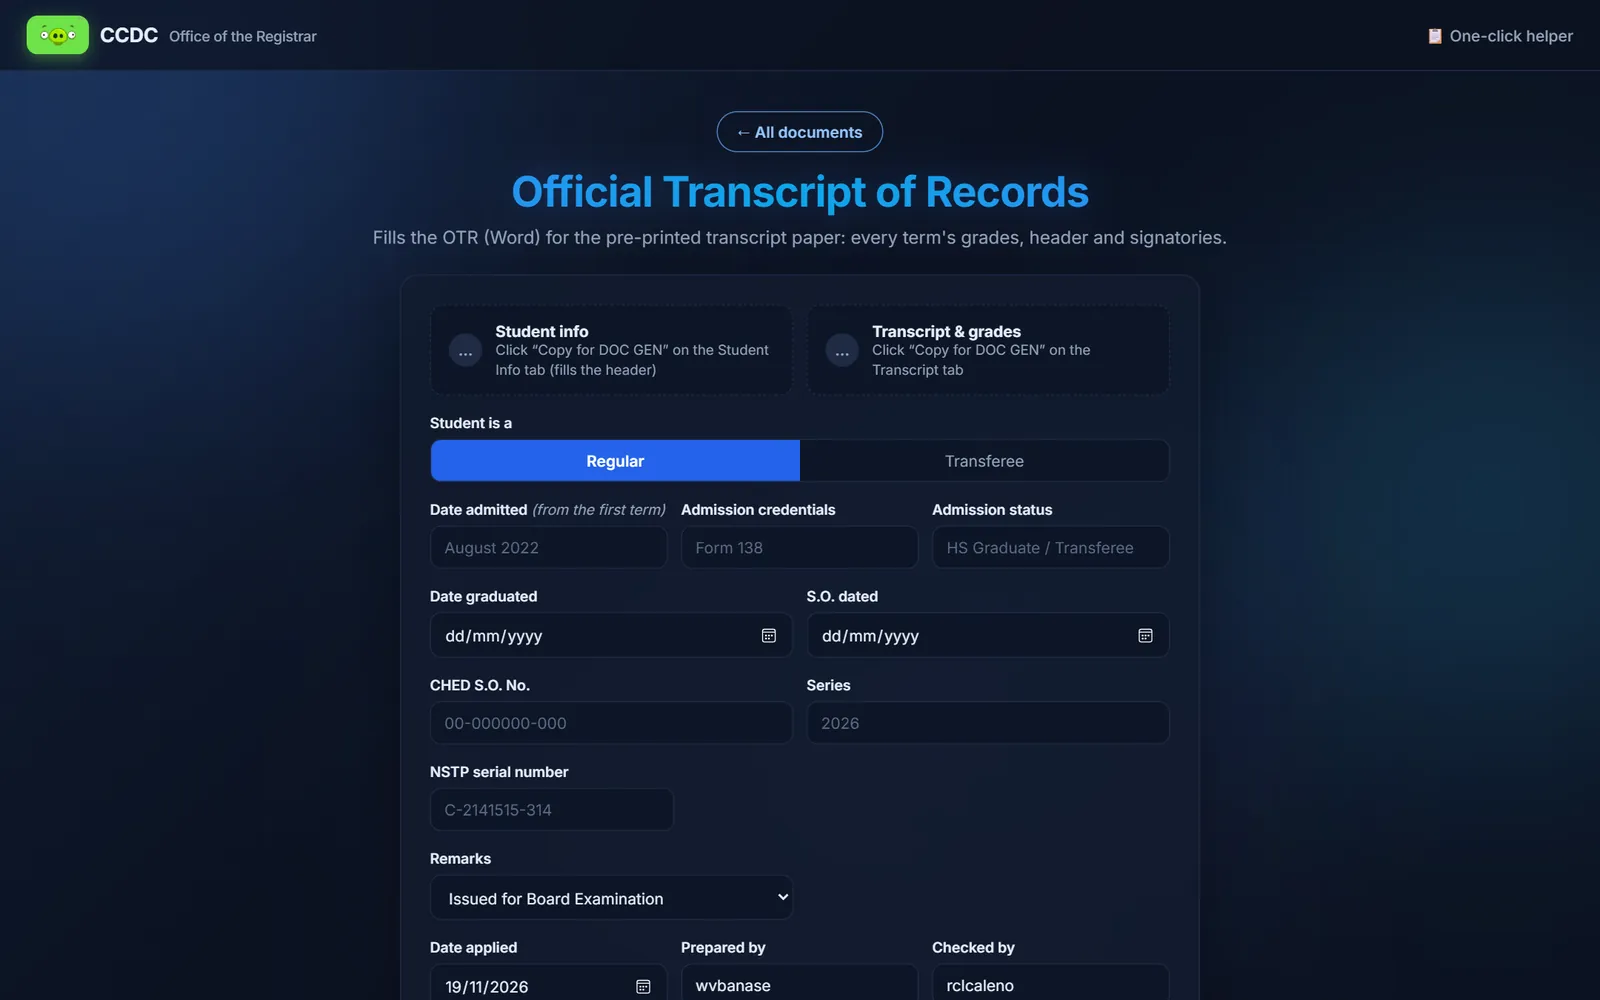 CCDC Office of the Registrar
One-click helper
← All documents
Official Transcript of Records
Fills the OTR (Word) for the pre-printed transcript paper: every term's grades, header and signatories.
...
Student info
Click “Copy for DOC GEN” on the Student
Info tab (fills the header)
...
Transcript & grades
Click “Copy for DOC GEN” on the
Transcript tab
Student is a
Regular
Transferee
Date admitted (from the first term)
Admission credentials
Admission status
August 2022
Form 138
HS Graduate / Transferee
Date graduated
S.O. dated
dd/mm/yyyy
dd/mm/yyyy
CHED S.O. No.
Series
00-000000-000
2026
NSTP serial number
C-2141515-314
Remarks
Issued for Board Examination
Date applied
Prepared by
Checked by
19/11/2026
wvbanase
rclcaleno